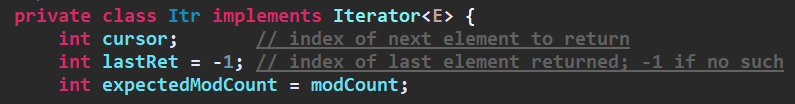 private class Itr implements Iterator<E> {
int cursor; // index of next element to return
int lastRet = -1; // index of last element returned; -1 if no such
int expectedModCount = modCount;